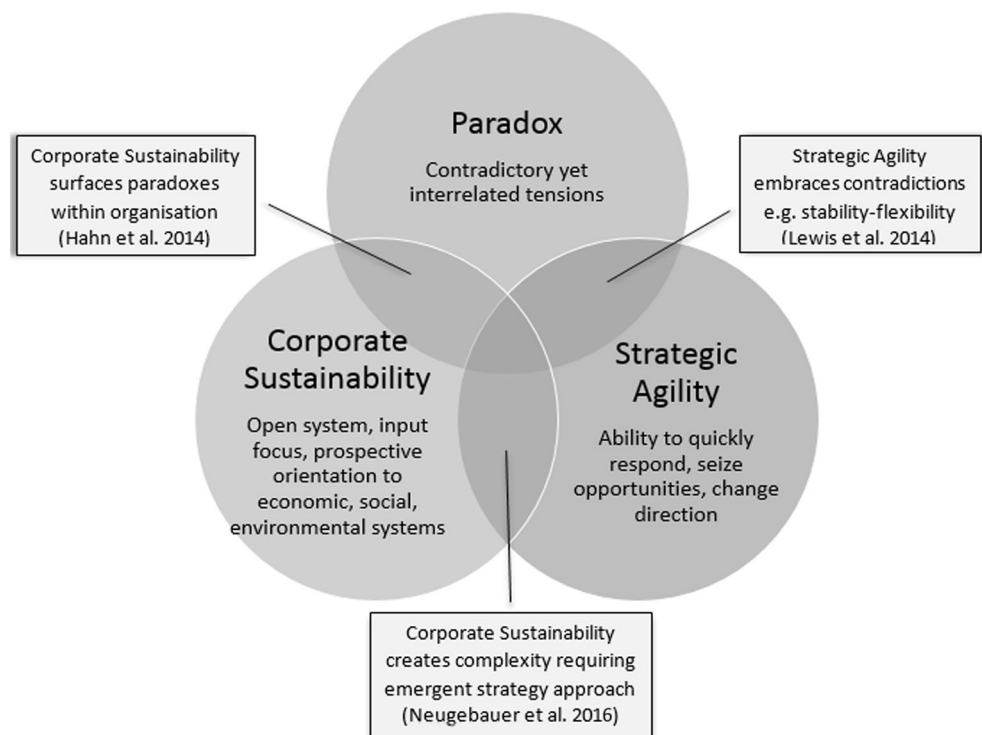 Paradox
Contradictory yet
interrelated tensions
Corporate Sustainability
surfaces paradoxes
within organisation
(Hahn et al. 2014)
Strategic Agility
embraces contradictions
e.g. stability-flexibility
(Lewis et al. 2014)
Corporate
Sustainability
Open system, input
focus, prospective
orientation to
economic, social,
environmental systems
Strategic
Agility
Ability to quickly
respond, seize
opportunities, change
direction
Corporate Sustainability
creates complexity requiring
emergent strategy approach
(Neugebauer et al. 2016)